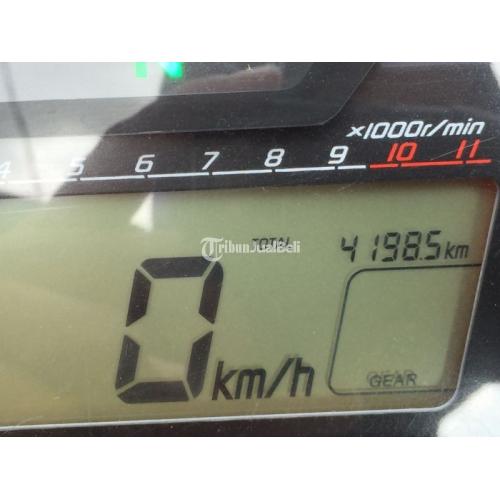 x1000r/min
4 5 6 7 8 9 10 11
TribunJualBeli
TOTAL 4198.5 km
0 km/h
GEAR